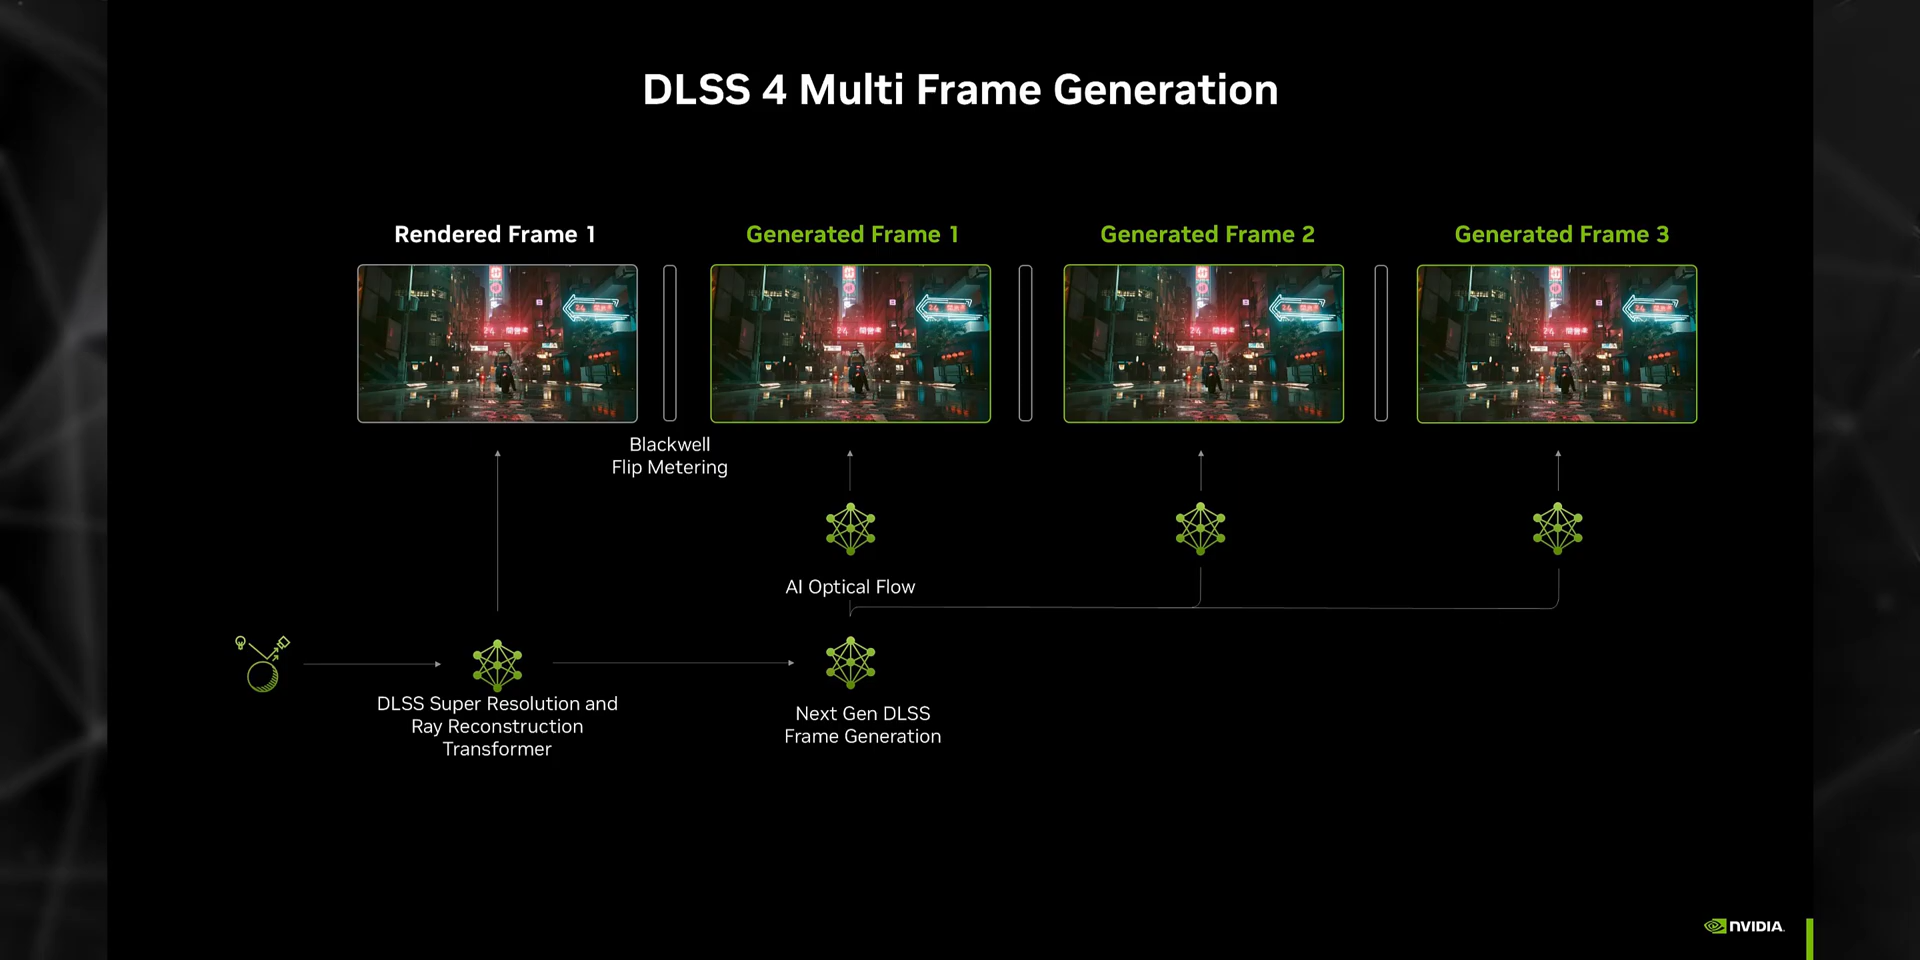 DLSS 4 Multi Frame Generation
Rendered Frame 1
Generated Frame 1
Generated Frame 2
Generated Frame 3
Blackwell
Flip Metering
AI Optical Flow
DLSS Super Resolution and
Ray Reconstruction
Transformer
Next Gen DLSS
Frame Generation
NVIDIA